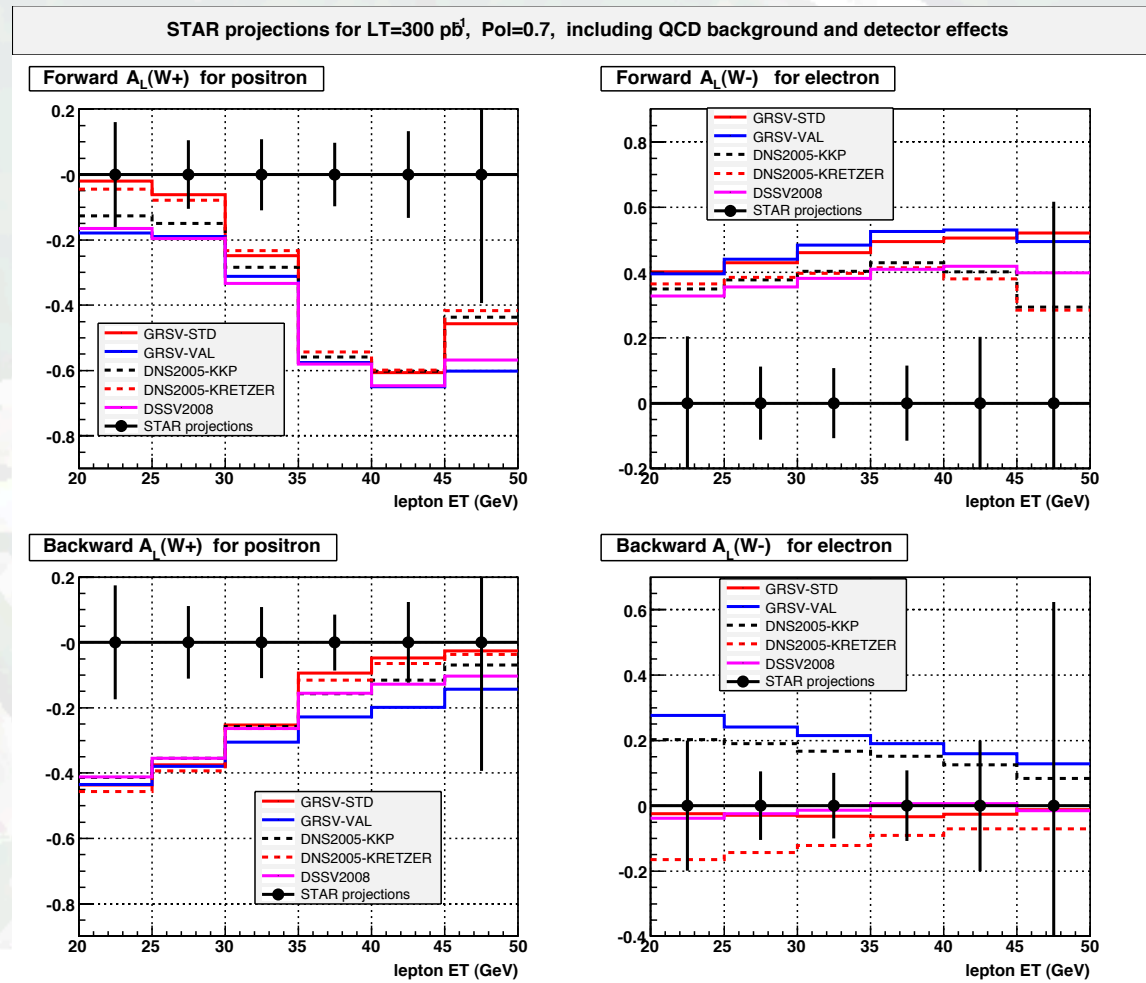 STAR projections for LT=300 pb-1, Pol=0.7, including QCD background and detector effects
Forward AL(W+) for positron
0.2
-0
-0.2
-0.4
-0.6
-0.8
GRSV-STD
GRSV-VAL
DNS2005-KKP
DNS2005-KRETZER
DSSV2008
STAR projections
20 25 30 35 40 45 50
lepton ET (GeV)
Forward AL(W-) for electron
0.8
0.6
0.4
0.2
0
-0.2
GRSV-STD
GRSV-VAL
DNS2005-KKP
DNS2005-KRETZER
DSSV2008
STAR projections
20 25 30 35 40 45 50
lepton ET (GeV)
Backward AL(W+) for positron
0.2
-0
-0.2
-0.4
-0.6
-0.8
GRSV-STD
GRSV-VAL
DNS2005-KKP
DNS2005-KRETZER
DSSV2008
STAR projections
20 25 30 35 40 45 50
lepton ET (GeV)
Backward AL(W-) for electron
0.6
0.4
0.2
0
-0.2
-0.4
GRSV-STD
GRSV-VAL
DNS2005-KKP
DNS2005-KRETZER
DSSV2008
STAR projections
20 25 30 35 40 45 50
lepton ET (GeV)